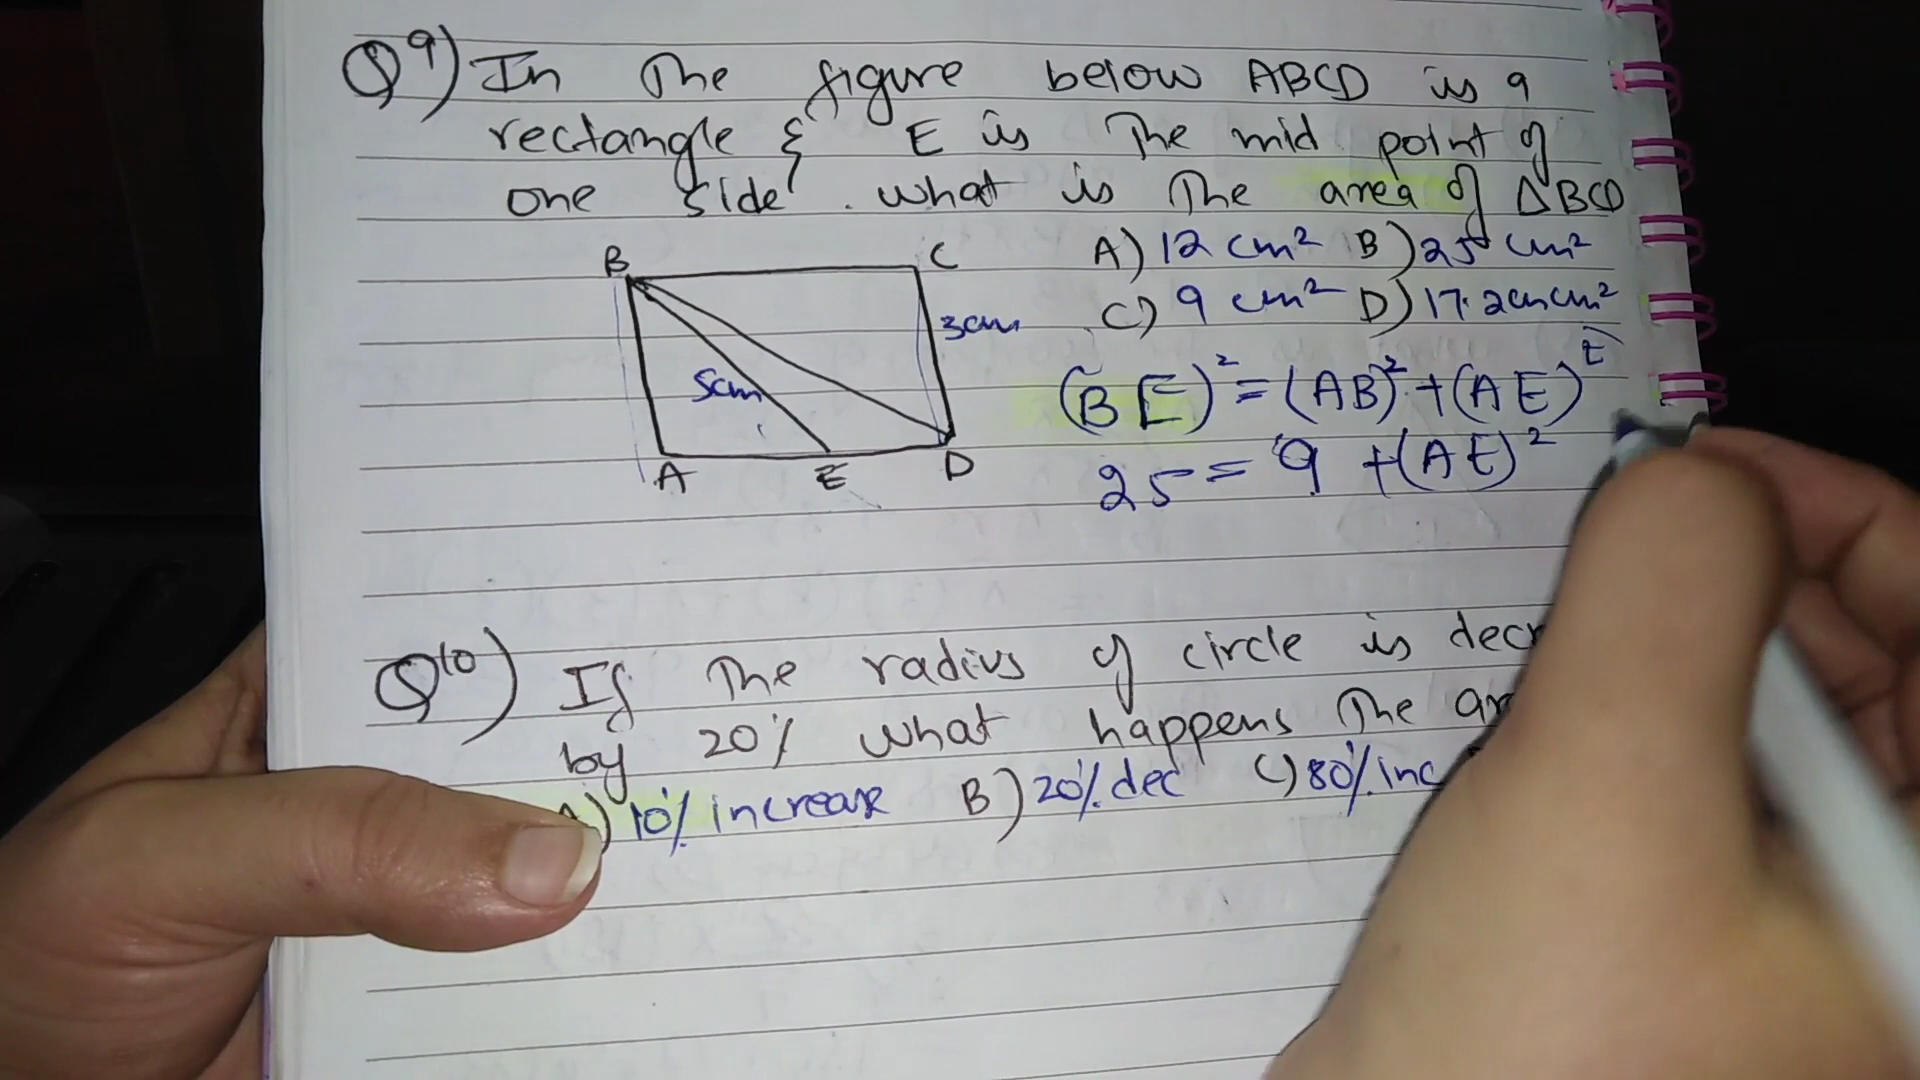 Q9) In The figure below ABCD is a
rectangle & E is The mid point of
one side. what is The area of ΔBCD
A) 12 cm² B) 25 cm²
C) 9 cm² D) 17.2cm cm²
B C
3cm
5cm
A E D
(BE)² = (AB)² + (AE)²
25 = 9 + (AE)²
Q10) If The radius of circle is decr
by 20% what happens The ar
A) 10% increase B) 20% dec C) 80% inc